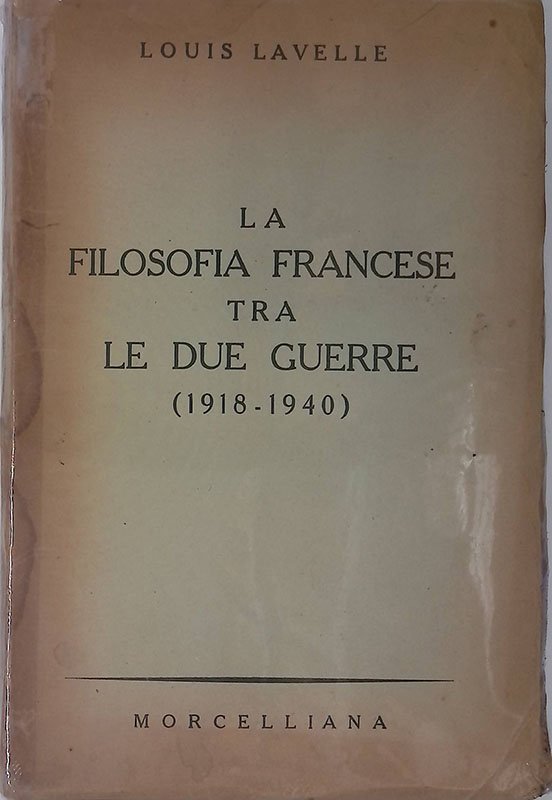 LOUIS LAVELLE
LA
FILOSOFIA FRANCESE
TRA
LE DUE GUERRE
(1918-1940)
MORCELLIANA